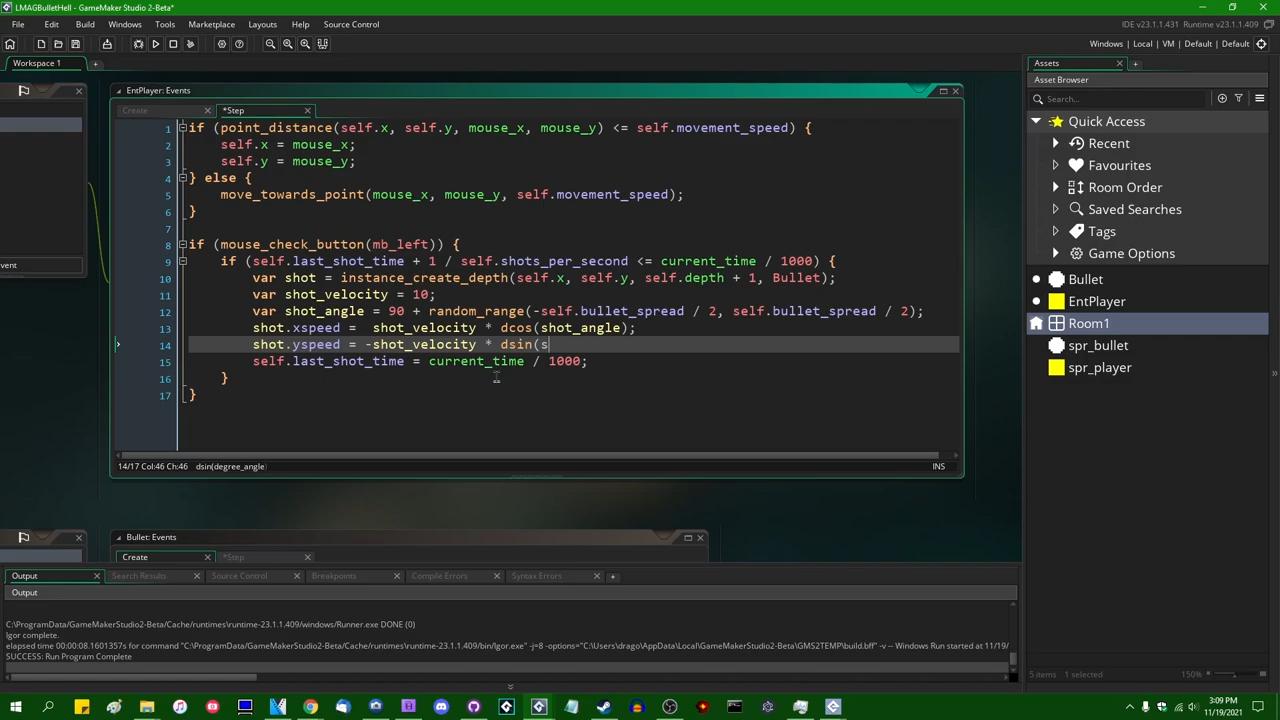 LMAGBulletHell - GameMaker Studio 2-Beta*
File Edit Build Windows Tools Marketplace Layouts Help Source Control
IDE v23.1.1.431 Runtime v23.1.1.409
Windows | Local | VM | Default | Default
Workspace 1
Assets
EntPlayer: Events
Asset Browser
Create
*Step
Search...
1 if (point_distance(self.x, self.y, mouse_x, mouse_y) <= self.movement_speed) {
2 self.x = mouse_x;
3 self.y = mouse_y;
4 } else {
5 move_towards_point(mouse_x, mouse_y, self.movement_speed);
6 }
7
8 if (mouse_check_button(mb_left)) {
9 if (self.last_shot_time + 1 / self.shots_per_second <= current_time / 1000) {
10 var shot = instance_create_depth(self.x, self.y, self.depth + 1, Bullet);
11 var shot_velocity = 10;
12 var shot_angle = 90 + random_range(-self.bullet_spread / 2, self.bullet_spread / 2);
13 shot.xspeed =  shot_velocity * dcos(shot_angle);
14 shot.yspeed = -shot_velocity * dsin(s
15 self.last_shot_time = current_time / 1000;
16 }
17 }
14/17 Col:46 Ch:46 dsin(degree_angle)
INS
vent
Quick Access
Recent
Favourites
Room Order
Saved Searches
Tags
Game Options
Bullet
EntPlayer
Room1
spr_bullet
spr_player
Bullet: Events
Create
*Step
Output Search Results Source Control Breakpoints Compile Errors Syntax Errors
Output
C:\ProgramData/GameMakerStudio2-Beta/Cache/runtimes\runtime-23.1.1.409/windows/Runner.exe DONE (0)
Igor complete.
elapsed time 00:00:08.1601357s for command "C:\ProgramData/GameMakerStudio2-Beta/Cache/runtimes\runtime-23.1.1.409/bin/Igor.exe" -j=8 -options="C:\Users\drago\AppData\Local\GameMakerStudio2-Beta\GMS2TEMP\build.bff" -v -- Windows Run started at 11/19/
SUCCESS: Run Program Complete
5 items 1 selected
150%
3:09 PM
11/19/2021